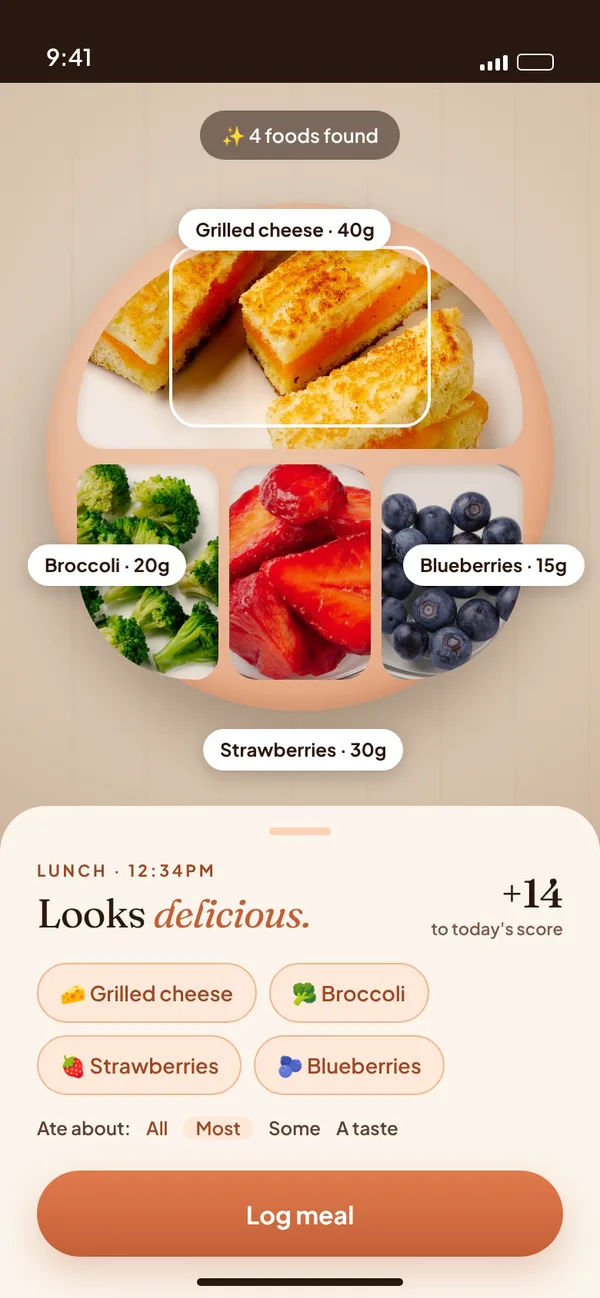 9:41
✨ 4 foods found
Grilled cheese · 40g
Broccoli · 20g
Blueberries · 15g
Strawberries · 30g
LUNCH · 12:34PM
Looks delicious.
+14
to today's score
🧀 Grilled cheese
🥦 Broccoli
🍓 Strawberries
🫐 Blueberries
Ate about: All Most Some A taste
Log meal